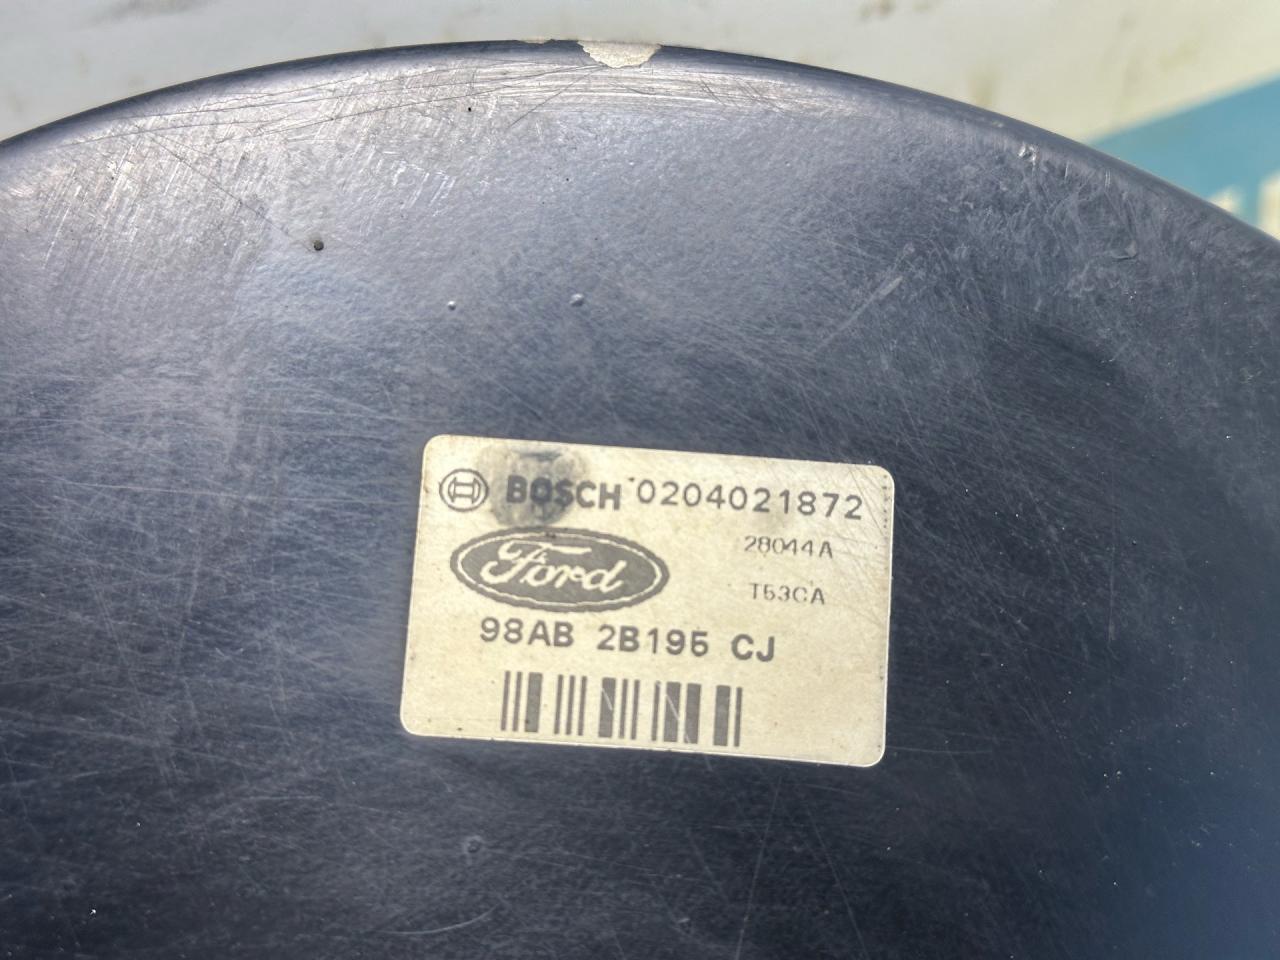 BOSCH 0204021872
28044A
Ford
T53CA
98AB 2B195 CJ